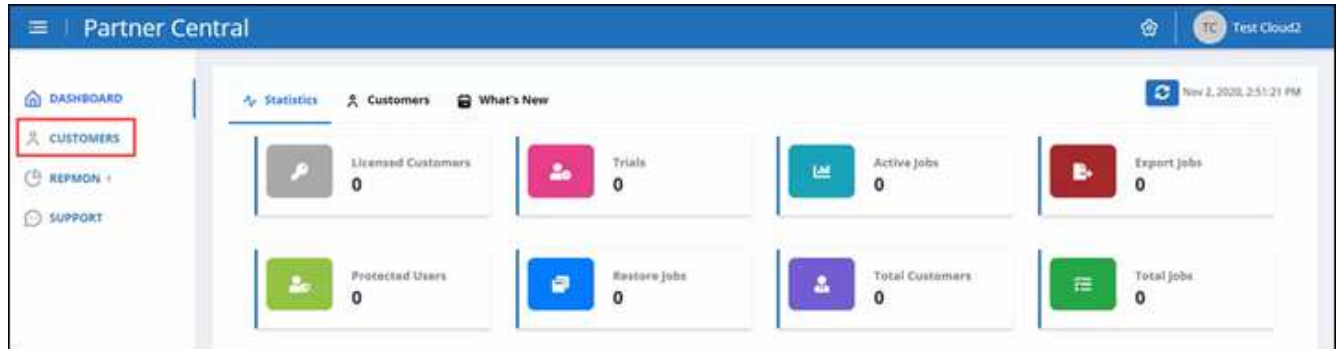 Partner Central
TC Test Cloud2
DASHBOARD
CUSTOMERS
REPMON
SUPPORT
Statistics Customers What's New
Nov 2, 2020, 2:51:21 PM
Licensed Customers Trials Active Jobs Export Jobs
0 0 0 0
Protected Users Restore Jobs Total Customers Total Jobs
0 0 0 0